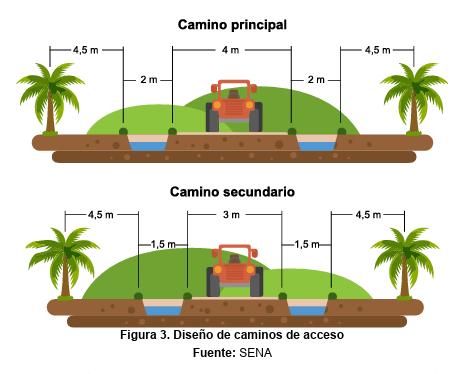 Camino principal
4,5 m 4 m 4,5 m
2 m 2 m
Camino secundario
4,5 m 3 m 4,5 m
1,5 m 1,5 m
Figura 3. Diseño de caminos de acceso
Fuente: SENA